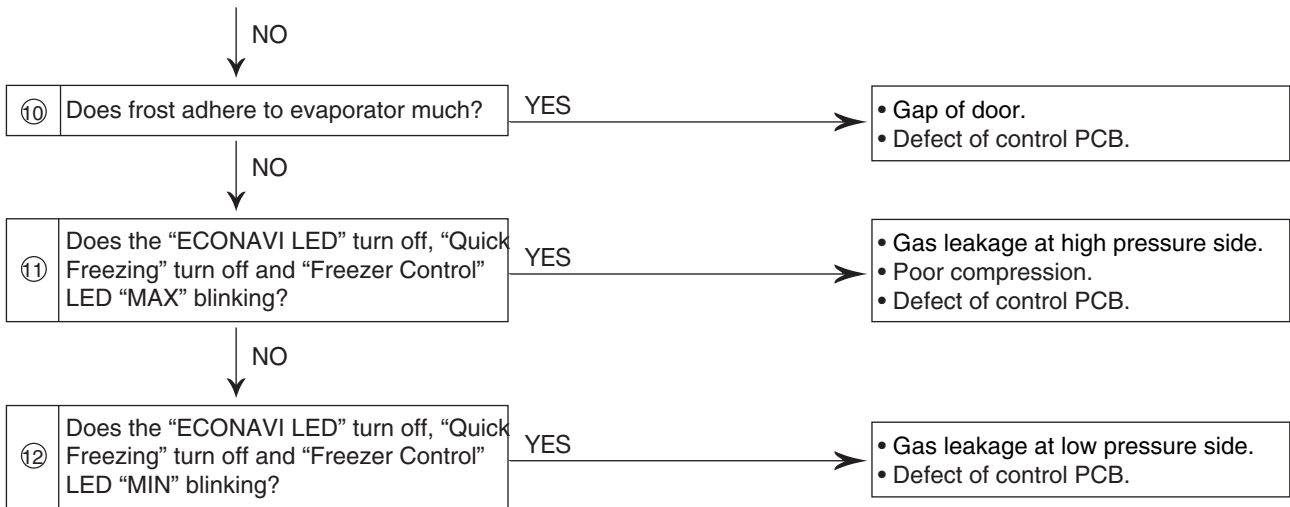 NO
⑩ Does frost adhere to evaporator much?
YES
• Gap of door.
• Defect of control PCB.
NO
⑪ Does the “ECONAVI LED” turn off, “Quick
Freezing” turn off and “Freezer Control”
LED “MAX” blinking?
YES
• Gas leakage at high pressure side.
• Poor compression.
• Defect of control PCB.
NO
⑫ Does the “ECONAVI LED” turn off, “Quick
Freezing” turn off and “Freezer Control”
LED “MIN” blinking?
YES
• Gas leakage at low pressure side.
• Defect of control PCB.